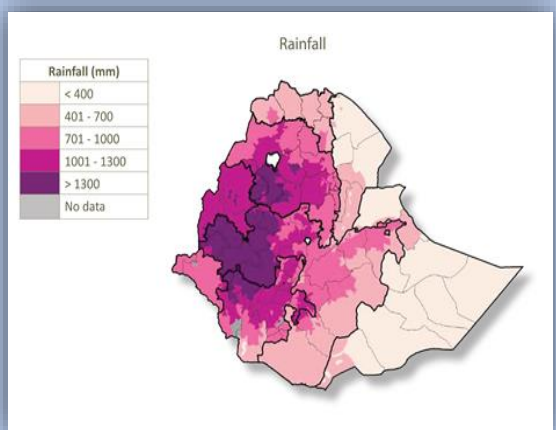 Rainfall
Rainfall (mm)
< 400
401 - 700
701 - 1000
1001 - 1300
> 1300
No data